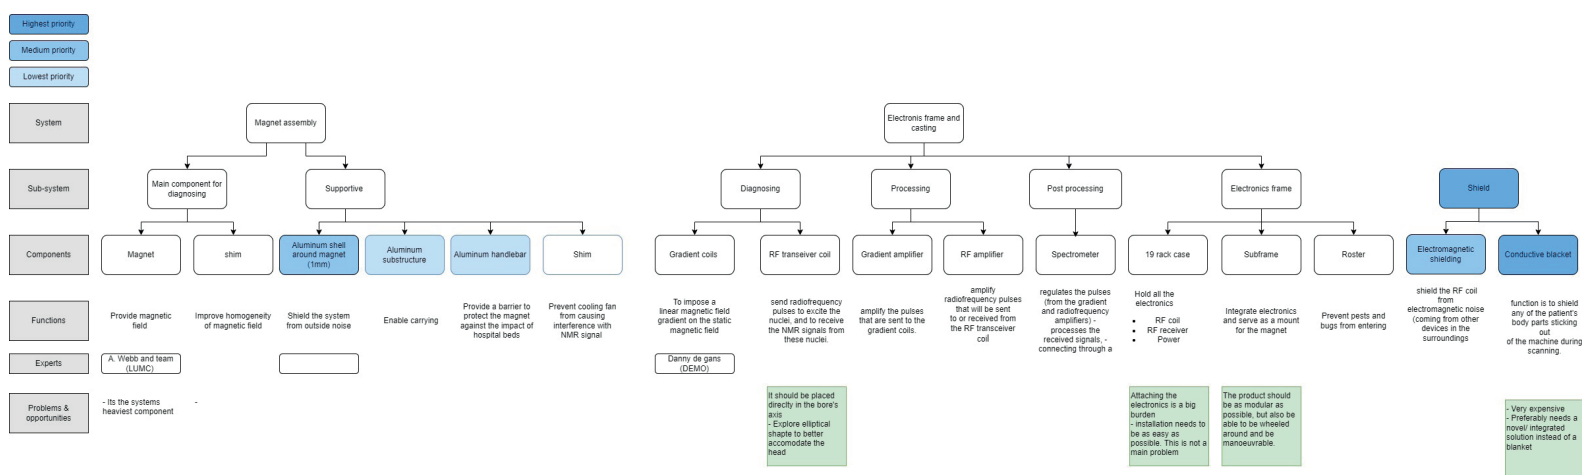 Highest priority
Medium priority
Lowest priority
System
Magnet assembly
Electronis frame and
casting
Sub-system
Main component for
diagnosing
Supportive
Diagnosing
Processing
Post processing
Electronics frame
Shield
Components
Magnet
shim
Aluminum shell
around magnet
(1mm)
Aluminum
substructure
Aluminum handlebar
Shim
Gradient coils
RF transeiver coil
Gradient amplifier
RF amplifier
Spectrometer
19 rack case
Subframe
Roster
Electromagnetic
shielding
Conductive blacket
Functions
Provide magnetic
field
Improve homogeneity
of magnetic field
Shield the system
from outside noise
Enable carrying
Provide a barrier to
protect the magnet
against the impact of
hospital beds
Prevent cooling fan
from causing
interference with
NMR signal
To impose a
linear magnetic field
gradient on the static
magnetic field
send radiofrequency
pulses to excite the
nuclei, and to receive
the NMR signals from
these nuclei.
amplify the pulses
that are sent to the
gradient coils.
amplify
radiofrequency pulses
that will be sent
to or received from
the RF transceiver
coil
regulates the pulses
(from the gradient
and radiofrequency
amplifiers) -
processes the
received signals, -
connecting through a
Hold all the
electronics
• RF coil
• RF receiver
• Power
Integrate electronics
and serve as a mount
for the magnet
Prevent pests and
bugs from entering
shield the RF coil
from
electromagnetic noise
(coming from other
devices in the
surroundings
function is to shield
any of the patient's
body parts sticking
out
of the machine during
scanning.
Experts
A. Webb and team
(LUMC)
Danny de gans
(DEMO)
Problems &
opportunities
- Its the systems
heaviest component
-
It should be placed
direclty in the bore's
axis
- Explore elliptical
shapte to better
accomodate the
head
Attaching the
electronics is a big
burden
- installation needs to
be as easy as
possible. This is not a
main problem
The product should
be as modular as
possible, but also be
able to be wheeled
around and be
manoeuvrable.
- Very expensive
- Preferably needs a
novel/ integrated
solution instead of a
blanket